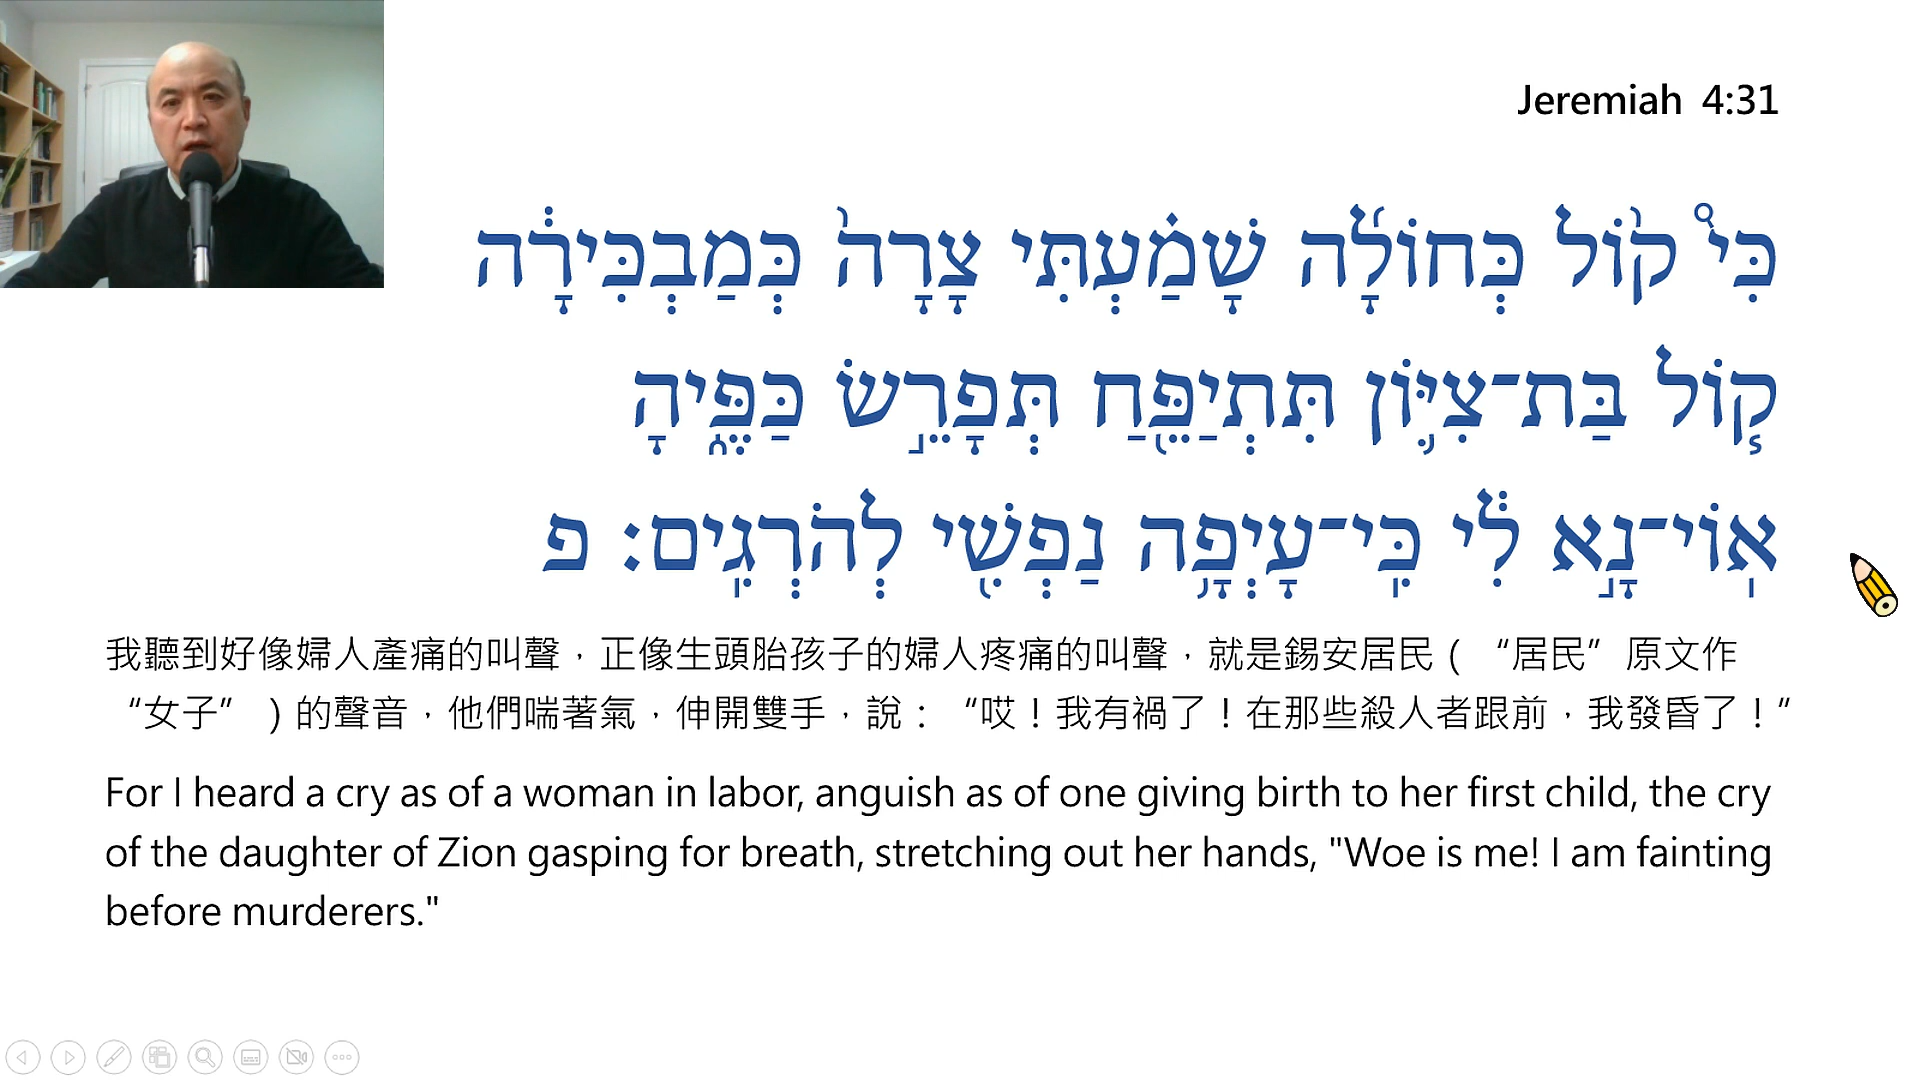 Jeremiah 4:31
כִּי֩ ק֨וֹל כְּחוֹלָ֜ה שָׁמַ֗עְתִּי צָרָה֙ כְּמַבְכִּירָ֔ה
ק֧וֹל בַּת־צִיּ֛וֹן תִּתְיַפֵּ֖חַ תְּפָרֵ֣שׂ כַּפֶּ֑יהָ
אֽוֹי־נָ֣א לִ֔י כִּֽי־עָיְפָ֥ה נַפְשִׁ֖י לְהֹרְגִֽים׃ פ
我聽到好像婦人產痛的叫聲，正像生頭胎孩子的婦人疼痛的叫聲，就是錫安居民（ “居民” 原文作
“女子” ）的聲音，他們喘著氣，伸開雙手，說： “哎！我有禍了！在那些殺人者跟前，我發昏了！”
For I heard a cry as of a woman in labor, anguish as of one giving birth to her first child, the cry
of the daughter of Zion gasping for breath, stretching out her hands, "Woe is me! I am fainting
before murderers."